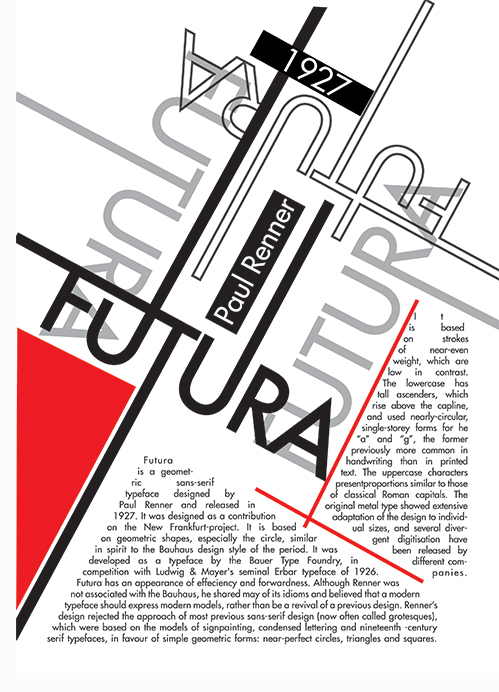 1927
FUTURA
FUTURA
Paul Renner
FUTURA
FUTURA
I t
is based
on strokes
of near-even
weight, which are
low in contrast.
The lowercase has
tall ascenders, which
rise above the capline,
and used nearly-circular,
single-storey forms for he
“a” and “g”, the former
previously more common in
handwriting than in printed
text. The uppercase characters
presentproportions similar to those
of classical Roman capitals. The
original metal type showed extensive
adaptation of the design to individ-
ual sizes, and several diver-
gent digitisation have
been released by
different com-
panies.
Futura
is a geomet-
ric sans-serif
typeface designed by
Paul Renner and released in
1927. It was designed as a contribution
on the New Frankfurt-project. It is based
on geometric shapes, especially the circle, similar
in spirit to the Bauhaus design style of the period. It was
developed as a typeface by the Bauer Type Foundry, in
competition with Ludwig & Mayer's seminal Erbar typeface of 1926.
Futura has an appearance of effeciency and forwardness. Although Renner was
not associated with the Bauhaus, he shared may of its idioms and believed that a modern
typeface should express modern models, rather than be a revival of a previous design. Renner's
design rejected the approach of most previous sans-serif design (now often called grotesques),
which were based on the models of signpainting, condensed lettering and nineteenth -century
serif typefaces, in favour of simple geometric forms: near-perfect circles, triangles and squares.